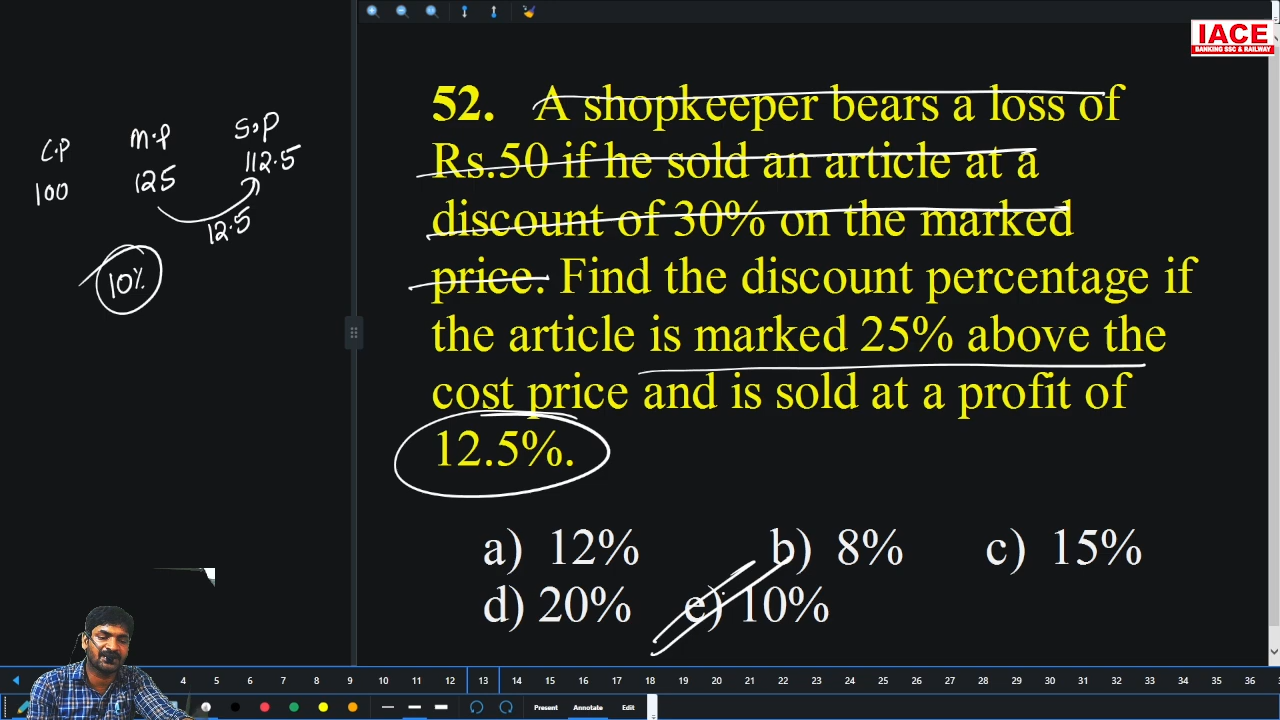 IACE
BANKING SSC & RAILWAY
C.P M.P S.P
100 125 112.5
12.5
10%
52. A shopkeeper bears a loss of
Rs.50 if he sold an article at a
discount of 30% on the marked
price. Find the discount percentage if
the article is marked 25% above the
cost price and is sold at a profit of
12.5%.
a) 12% b) 8% c) 15%
d) 20% e) 10%
4 5 6 7 8 9 10 11 12 13 14 15 16 17 18 19 20 21 22 23 24 25 26 27 28 29 30 31 32 33 34 35 36
Present Annotate Edit